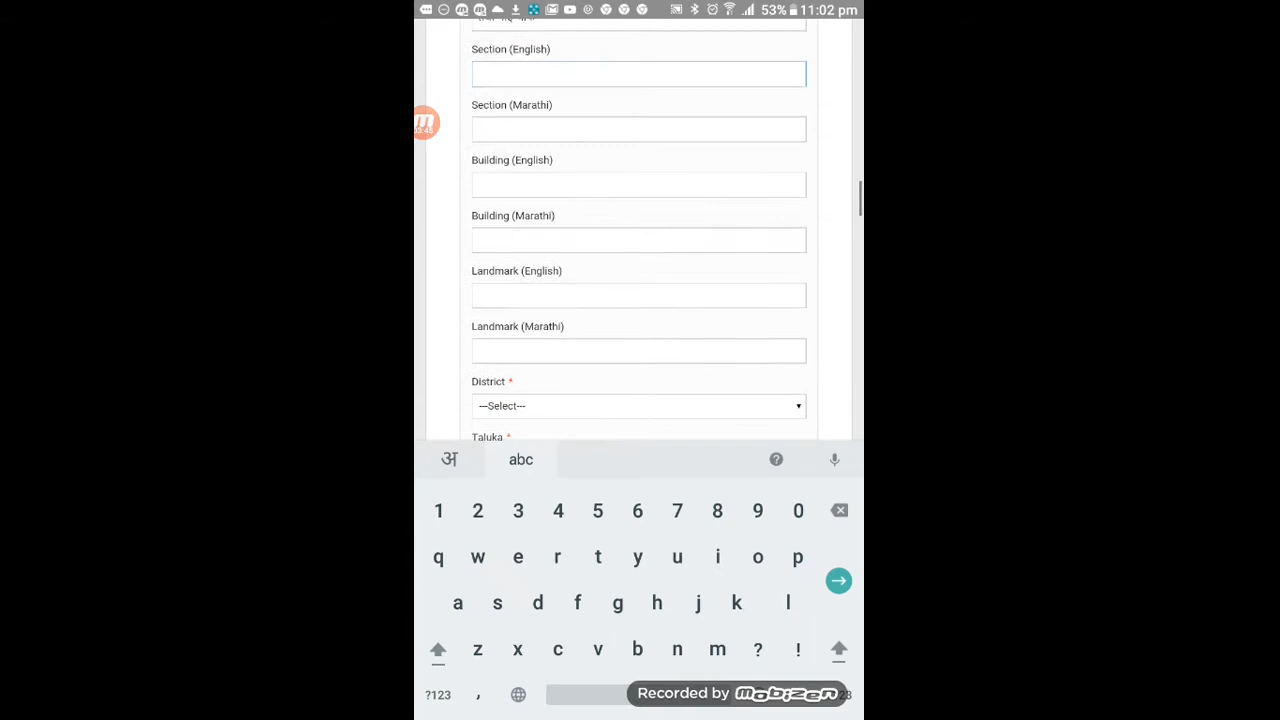 53% 11:02 pm
Section (English)
Section (Marathi)
Building (English)
Building (Marathi)
Landmark (English)
Landmark (Marathi)
District *
---Select---
Taluka *
अ abc
1 2 3 4 5 6 7 8 9 0
q w e r t y u i o p
a s d f g h j k l
z x c v b n m ? !
?123 ,
Recorded by mobizen